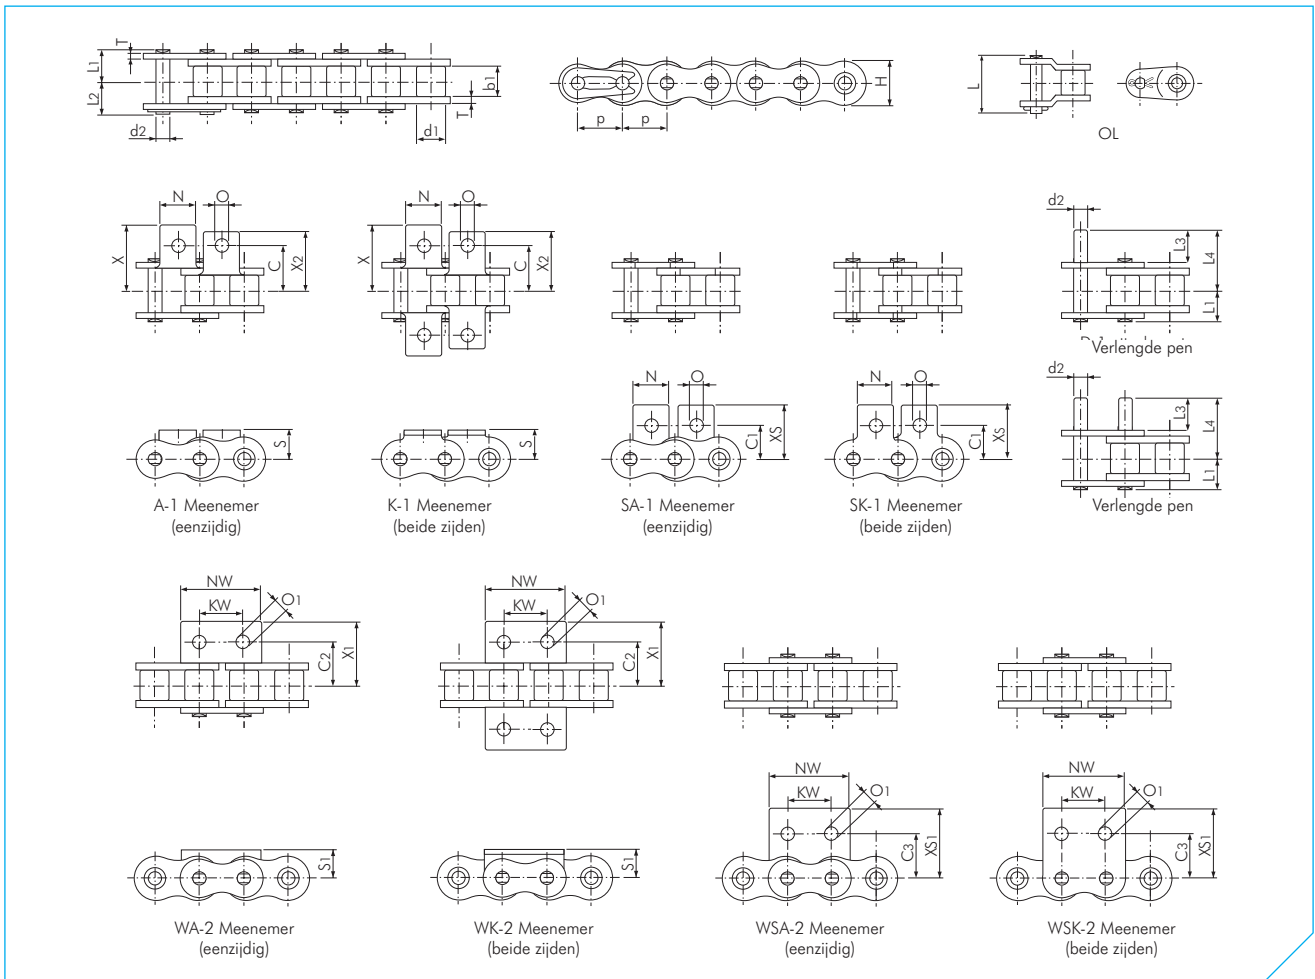 T
L1
L2
b1
T
d2
d1
H
p
p
L
OL
N
O
X
C
X2
N
O
X
C
X2
d2
L3
L4
L1
Verlengde pen
S
A-1 Meenemer
(eenzijdig)
S
K-1 Meenemer
(beide zijden)
N
O
C1
XS
SA-1 Meenemer
(eenzijdig)
N
O
C1
XS
SK-1 Meenemer
(beide zijden)
d2
L3
L4
L1
Verlengde pen
NW
KW
O1
C2
X1
NW
KW
O1
C2
X1
S1
WA-2 Meenemer
(eenzijdig)
S1
WK-2 Meenemer
(beide zijden)
NW
KW
O1
C3
XS1
WSA-2 Meenemer
(eenzijdig)
NW
KW
O1
C3
XS1
WSK-2 Meenemer
(beide zijden)